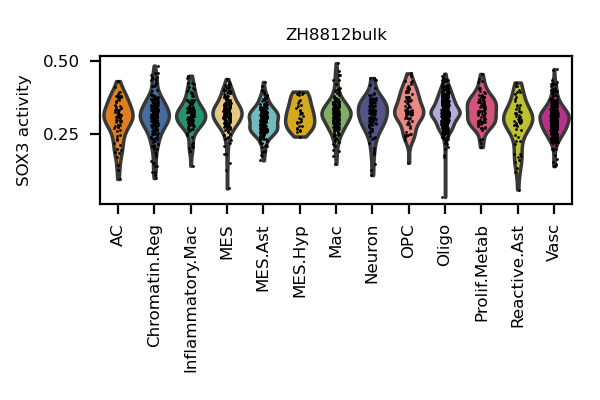 ZH8812bulk
SOX3 activity
0.50
0.25
AC
Chromatin.Reg
Inflammatory.Mac
MES
MES.Ast
MES.Hyp
Mac
Neuron
OPC
Oligo
Prolif.Metab
Reactive.Ast
Vasc